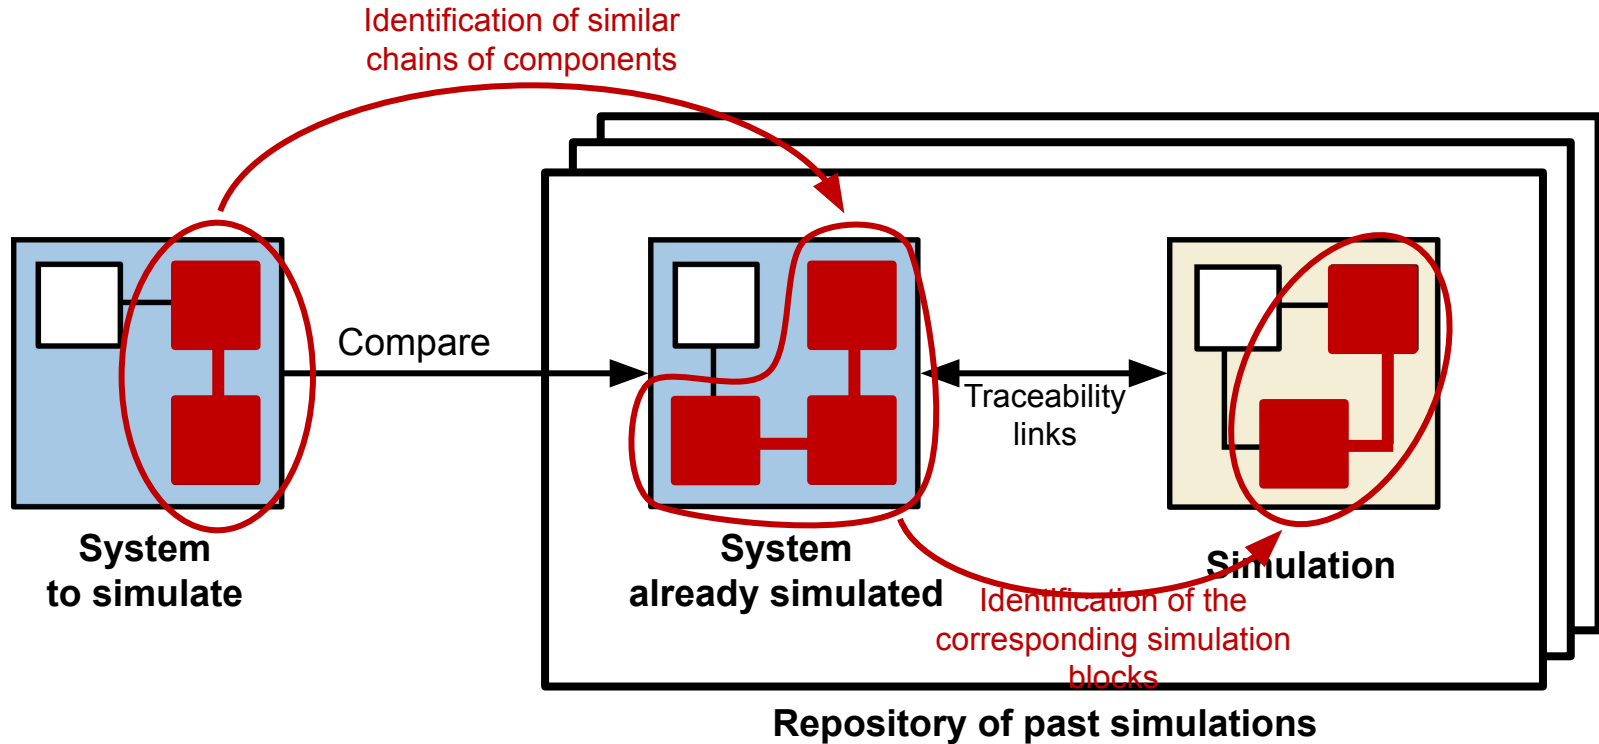 Identification of similar
chains of components
Compare
Traceability
links
System
to simulate
System
already simulated
Simulation
Identification of the
corresponding simulation
blocks
Repository of past simulations